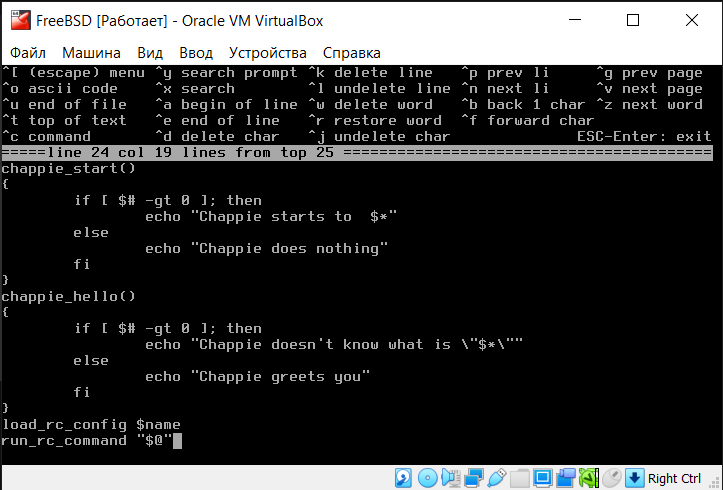 FreeBSD [Работает] - Oracle VM VirtualBox
Файл Машина Вид Ввод Устройства Справка
^[ (escape) menu ^y search prompt ^k delete line ^p prev li ^g prev page
^o ascii code ^x search ^l undelete line ^n next li ^v next page
^u end of file ^a begin of line ^w delete word ^b back 1 char ^z next word
^t top of text ^e end of line ^r restore word ^f forward char
^c command ^d delete char ^j undelete char ESC-Enter: exit
=====line 24 col 19 lines from top 25 =========================================
chappie_start()
{
if [ $# -gt 0 ]; then
echo "Chappie starts to  $*"
else
echo "Chappie does nothing"
fi
}
chappie_hello()
{
if [ $# -gt 0 ]; then
echo "Chappie doesn't know what is \"$*\""
else
echo "Chappie greets you"
fi
}
load_rc_config $name
run_rc_command "$@"
Right Ctrl